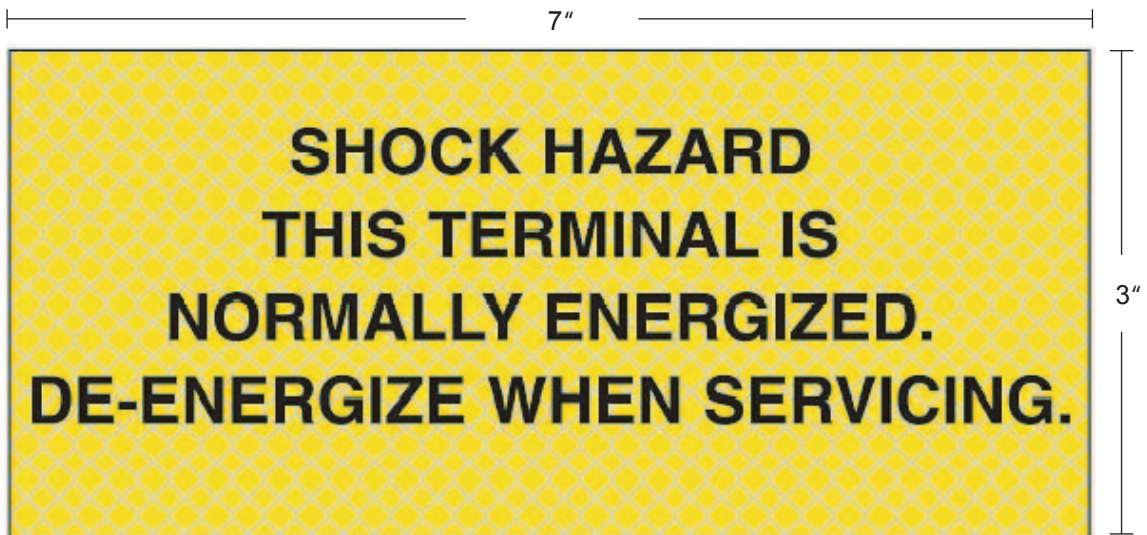 7“
SHOCK HAZARD
THIS TERMINAL IS
NORMALLY ENERGIZED.
DE-ENERGIZE WHEN SERVICING.
3“